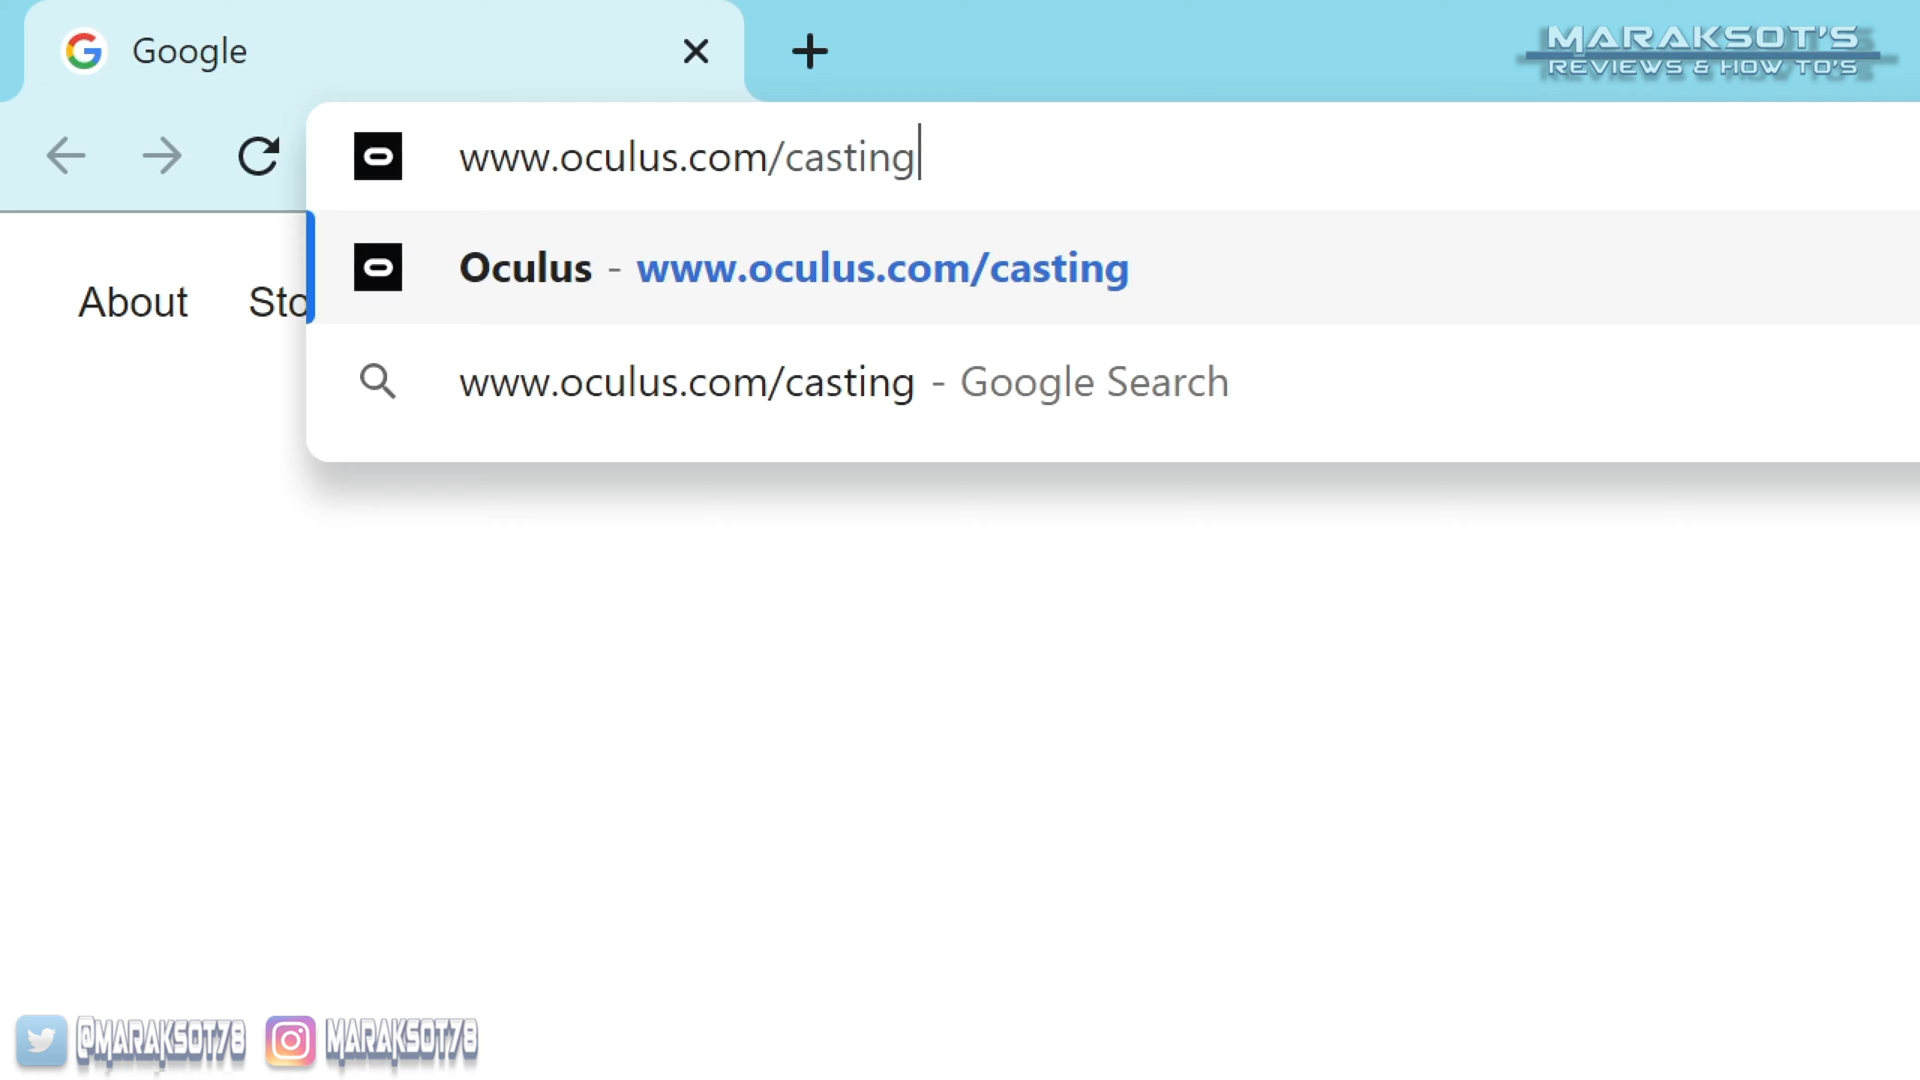 Google
MARAKSOT'S
REVIEWS & HOW TO'S
www.oculus.com/casting
Oculus - www.oculus.com/casting
About Sto
www.oculus.com/casting - Google Search
@MARAKSOT78 MARAKSOT78